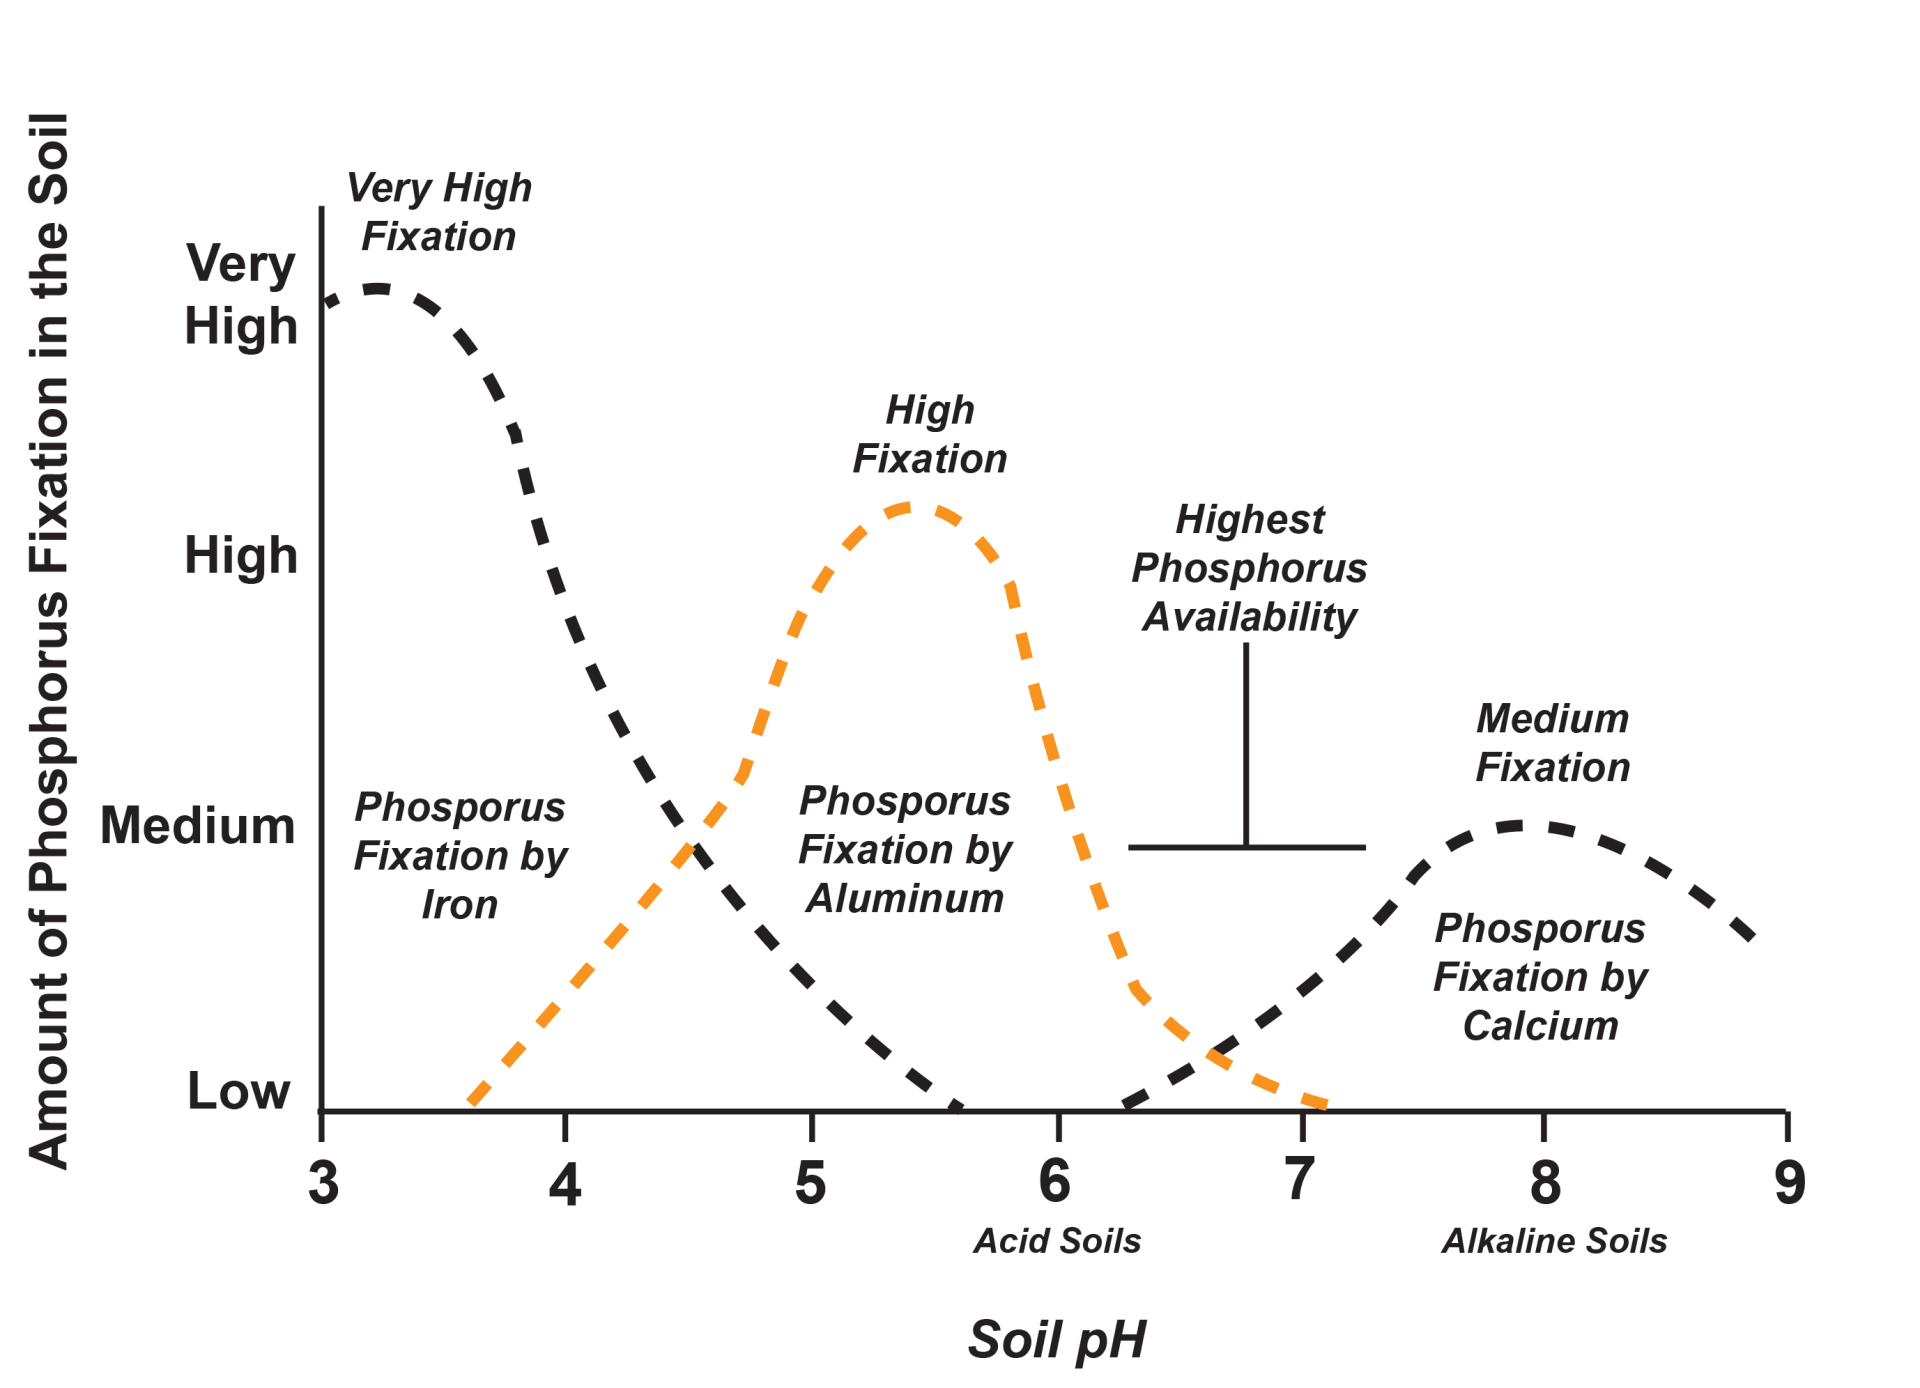 Amount of Phosphorus Fixation in the Soil
Very
High
High
Medium
Low
Very High
Fixation
High
Fixation
Highest
Phosphorus
Availability
Medium
Fixation
Phosporus
Fixation by
Iron
Phosporus
Fixation by
Aluminum
Phosporus
Fixation by
Calcium
3 4 5 6 7 8 9
Acid Soils Alkaline Soils
Soil pH